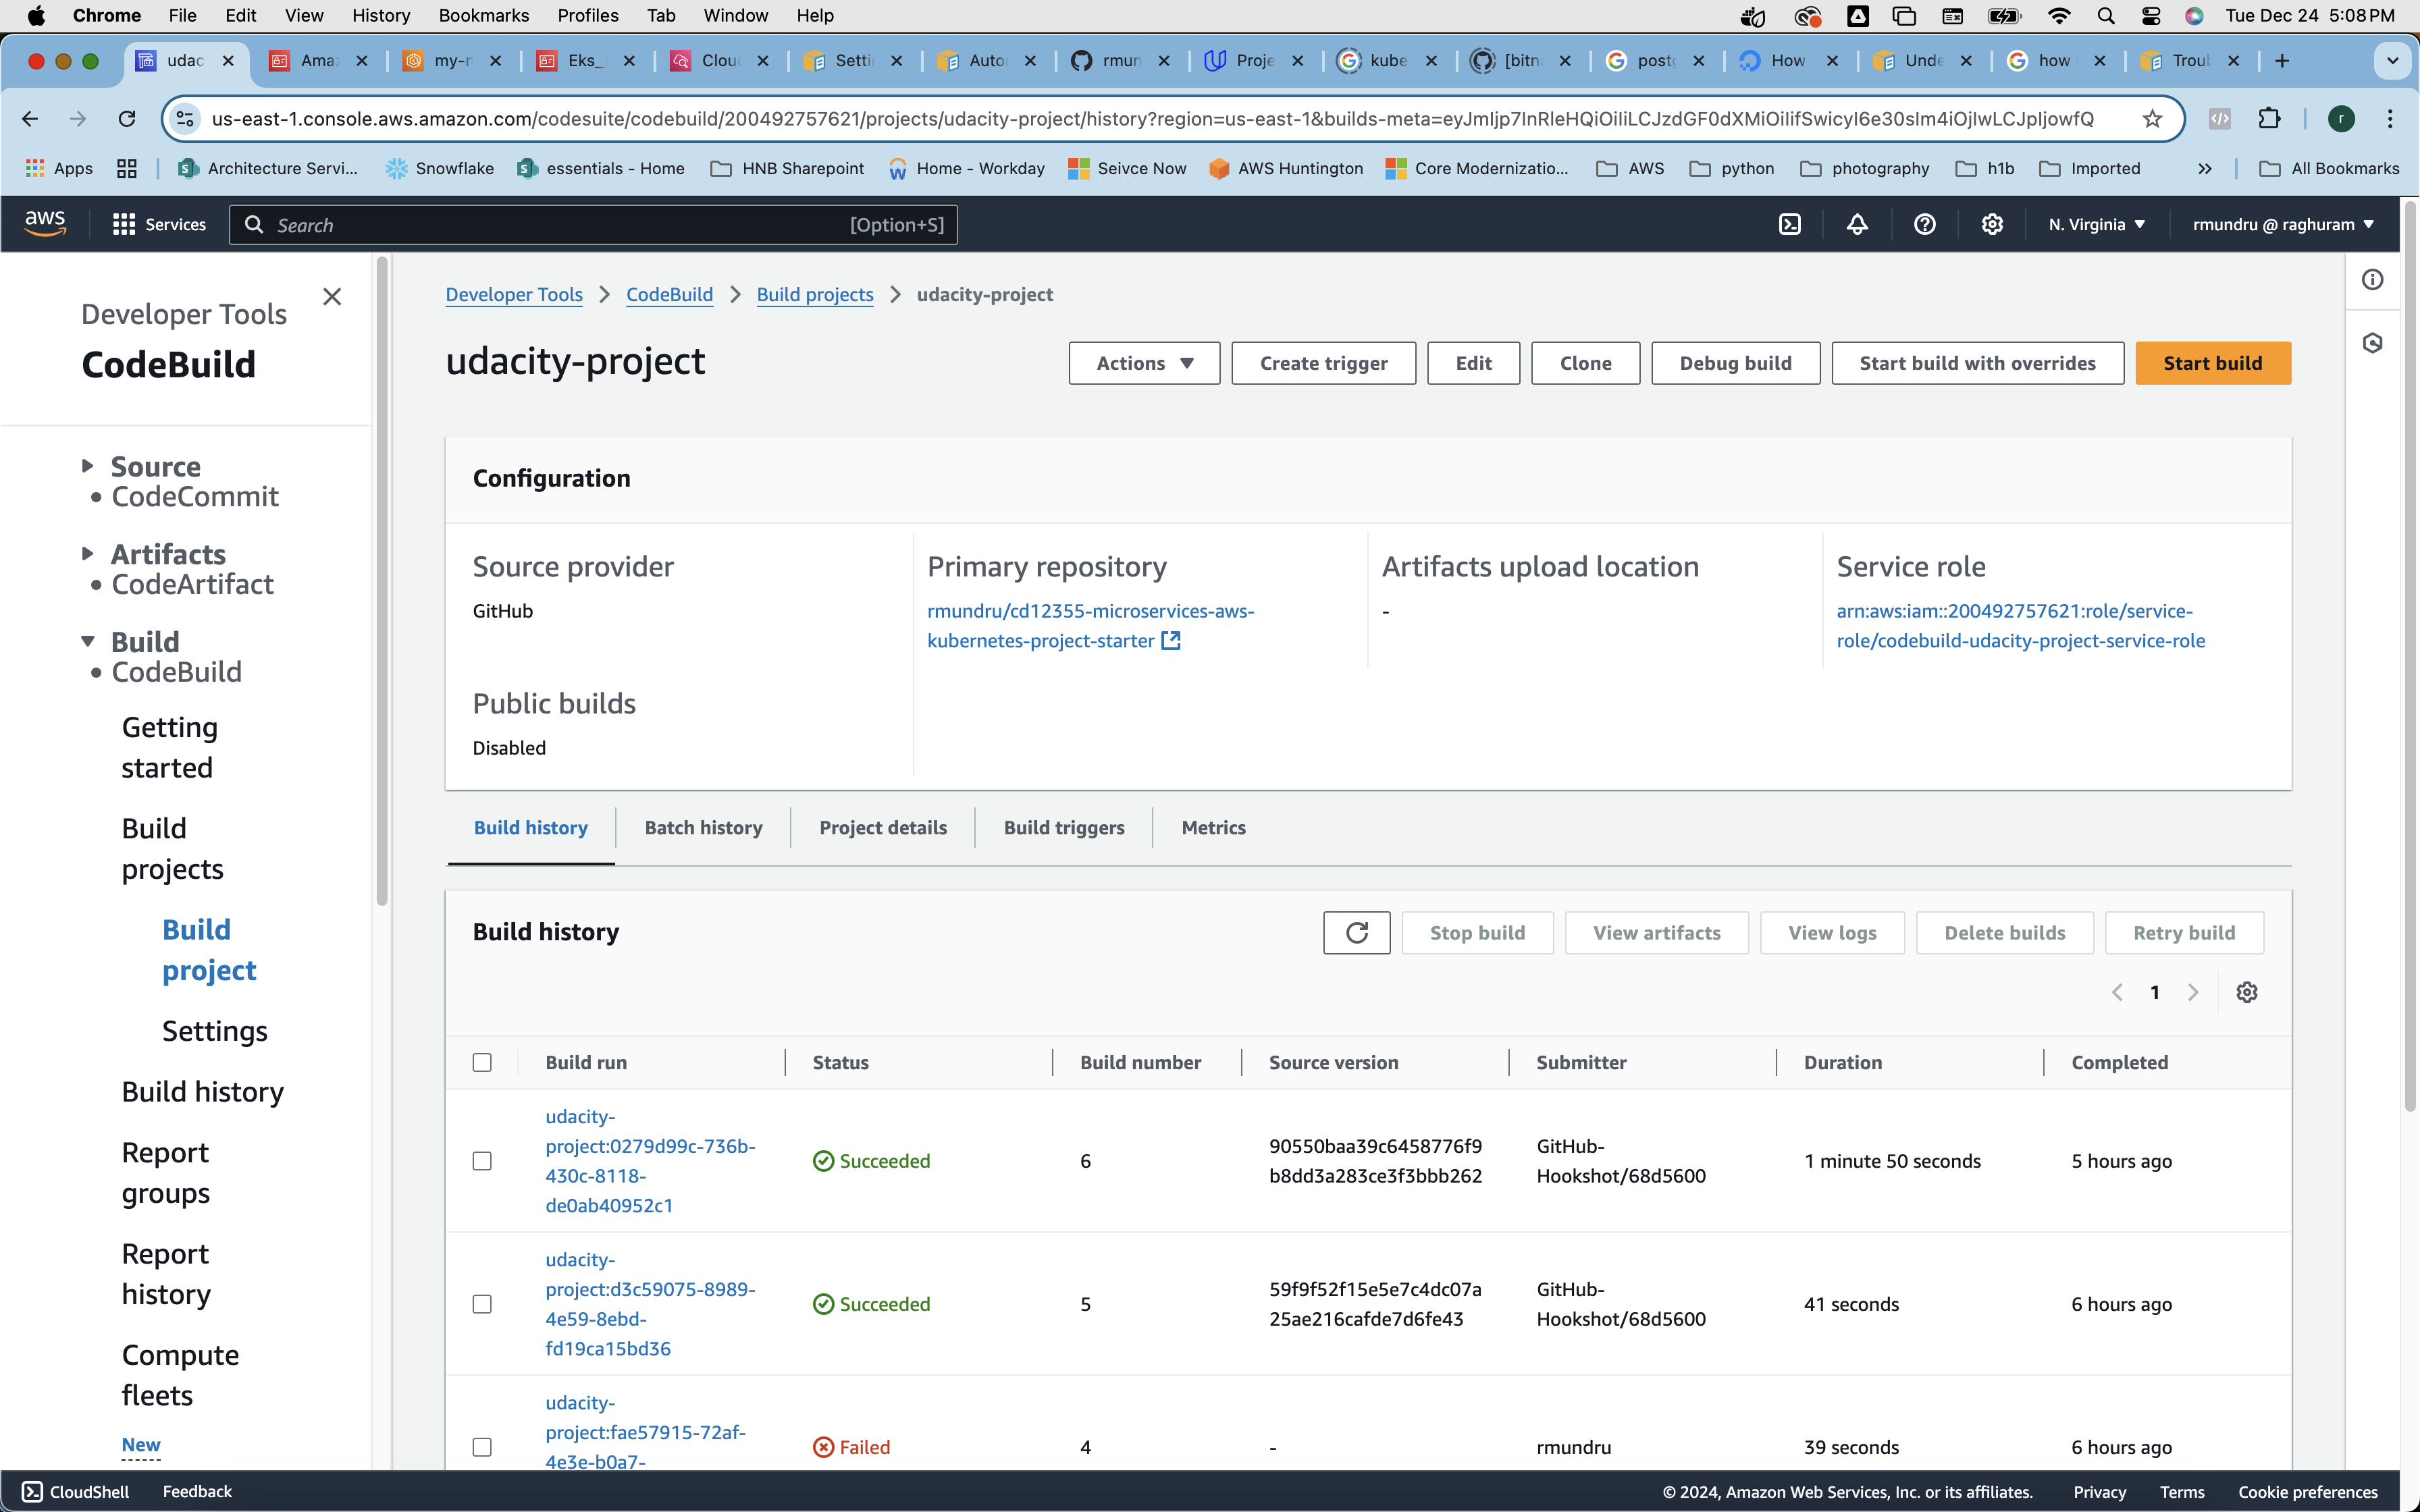 Chrome File Edit View History Bookmarks Profiles Tab Window Help Tue Dec 24 5:08 PM
udac Ama my-n Eks_ Clou Setti Auto rmun Proje kube [bitn post How Unde how Trou
us-east-1.console.aws.amazon.com/codesuite/codebuild/200492757621/projects/udacity-project/history?region=us-east-1&builds-meta=eyJmIjp7InRleHQiOiIiLCJzdGF0dXMiOiIifSwicyI6e30sIm4iOjIwLCJpIjowfQ
r
Apps Architecture Servi... Snowflake essentials - Home HNB Sharepoint Home - Workday Seivce Now AWS Huntington Core Modernizatio... AWS python photography h1b Imported >> All Bookmarks
aws Services Search [Option+S] N. Virginia rmundru @ raghuram
Developer Tools
CodeBuild
Source
CodeCommit
Artifacts
CodeArtifact
Build
CodeBuild
Getting
started
Build
projects
Build
project
Settings
Build history
Report
groups
Report
history
Compute
fleets
New
Developer Tools > CodeBuild > Build projects > udacity-project
udacity-project
Actions Create trigger Edit Clone Debug build Start build with overrides Start build
Configuration
Source provider
GitHub
Primary repository
rmundru/cd12355-microservices-aws-
kubernetes-project-starter
Artifacts upload location
-
Service role
arn:aws:iam::200492757621:role/service-
role/codebuild-udacity-project-service-role
Public builds
Disabled
Build history Batch history Project details Build triggers Metrics
Build history
Stop build View artifacts View logs Delete builds Retry build
1
Build run Status Build number Source version Submitter Duration Completed
udacity-
project:0279d99c-736b-
430c-8118-
de0ab40952c1
Succeeded
6
90550baa39c6458776f9
b8dd3a283ce3f3bbb262
GitHub-
Hookshot/68d5600
1 minute 50 seconds
5 hours ago
udacity-
project:d3c59075-8989-
4e59-8ebd-
fd19ca15bd36
Succeeded
5
59f9f52f15e5e7c4dc07a
25ae216cafde7d6fe43
GitHub-
Hookshot/68d5600
41 seconds
6 hours ago
udacity-
project:fae57915-72af-
4e3e-b0a7-
Failed
4
-
rmundru
39 seconds
6 hours ago
CloudShell Feedback © 2024, Amazon Web Services, Inc. or its affiliates. Privacy Terms Cookie preferences